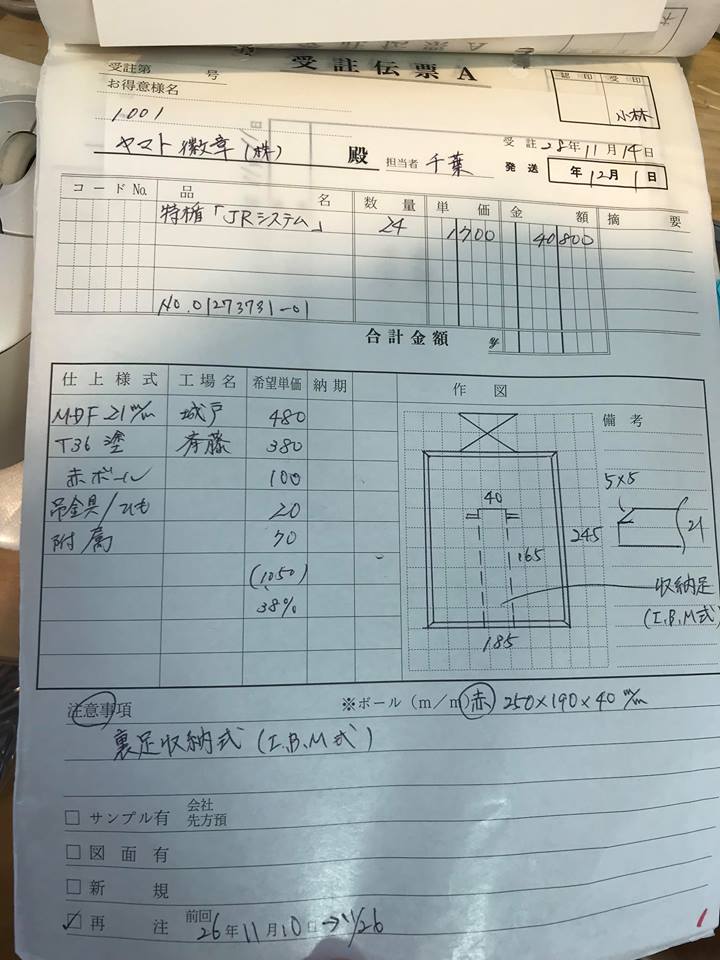 受註伝票A
受註第 号
認印 受印
小林
お得意様名
1001
受註 28年11月14日
ヤマト徽章(株) 殿 担当者 千葉 発送 年12月1日
コードNo. 品名 数量 単価 金額 摘要
特楯「JRシステム」 24 1700 40800
No.01273731-01
合計金額
仕上様式 工場名 希望単価 納期 作図
MDF 21m/m 城戸 480
T36塗 斉藤 380
赤ボール 100
吊金具/ひも 20
附属 70
(1050)
38%
備考
5×5
40
21
245
165
収納足
(I.B.M式)
185
注意事項 ※ボール(m/m)赤 250×190×40 m/m
裏足収納式(I.B.M式)
□サンプル有 会社 先方預
□図面有
□新規
☑再注 前回 26年11月10日→11/26
1